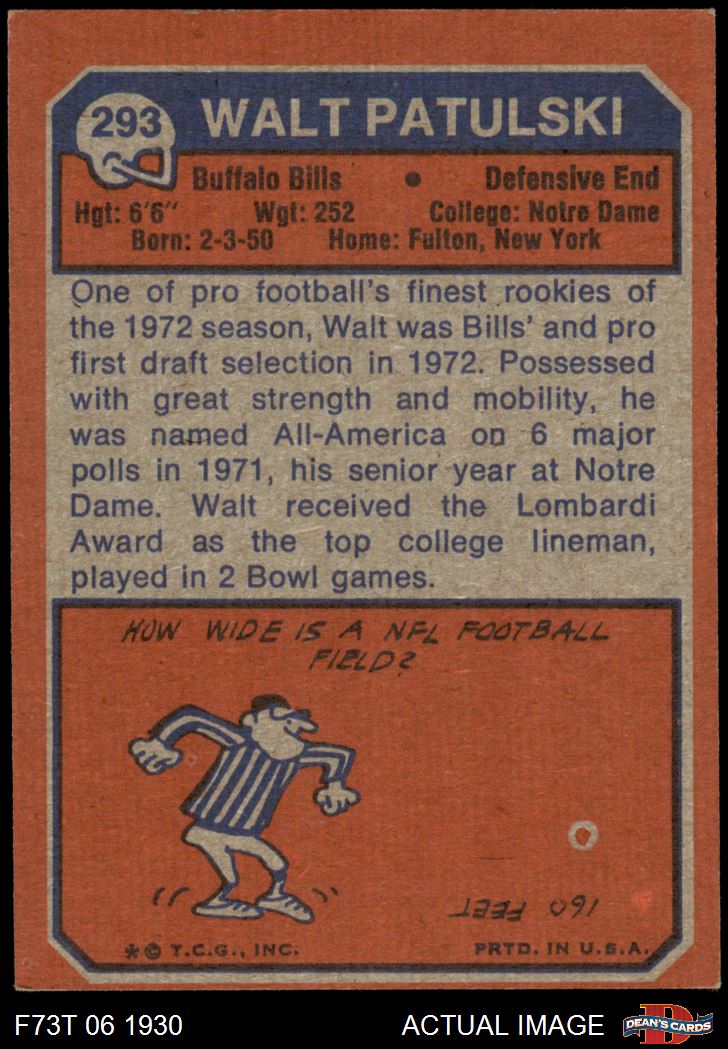 293
WALT PATULSKI
Buffalo Bills • Defensive End
Hgt: 6'6" Wgt: 252 College: Notre Dame
Born: 2-3-50 Home: Fulton, New York
One of pro football's finest rookies of
the 1972 season, Walt was Bills' and pro
first draft selection in 1972. Possessed
with great strength and mobility, he
was named All-America on 6 major
polls in 1971, his senior year at Notre
Dame. Walt received the Lombardi
Award as the top college lineman,
played in 2 Bowl games.
HOW WIDE IS A NFL FOOTBALL
FIELD?
160 FEET
* © T.C.G., INC. PRTD. IN U.S.A.
F73T 06 1930 ACTUAL IMAGE DEAN'S CARDS